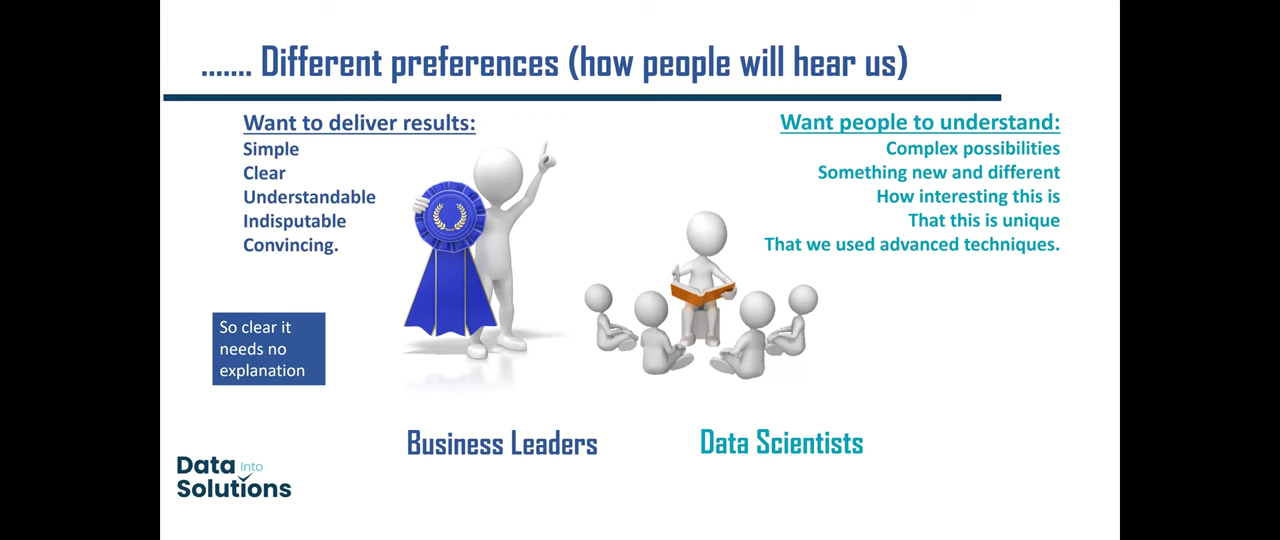 ....... Different preferences (how people will hear us)
Want to deliver results:
Simple
Clear
Understandable
Indisputable
Convincing.
So clear it
needs no
explanation
Want people to understand:
Complex possibilities
Something new and different
How interesting this is
That this is unique
That we used advanced techniques.
Business Leaders
Data Scientists
Data Into
Solutions